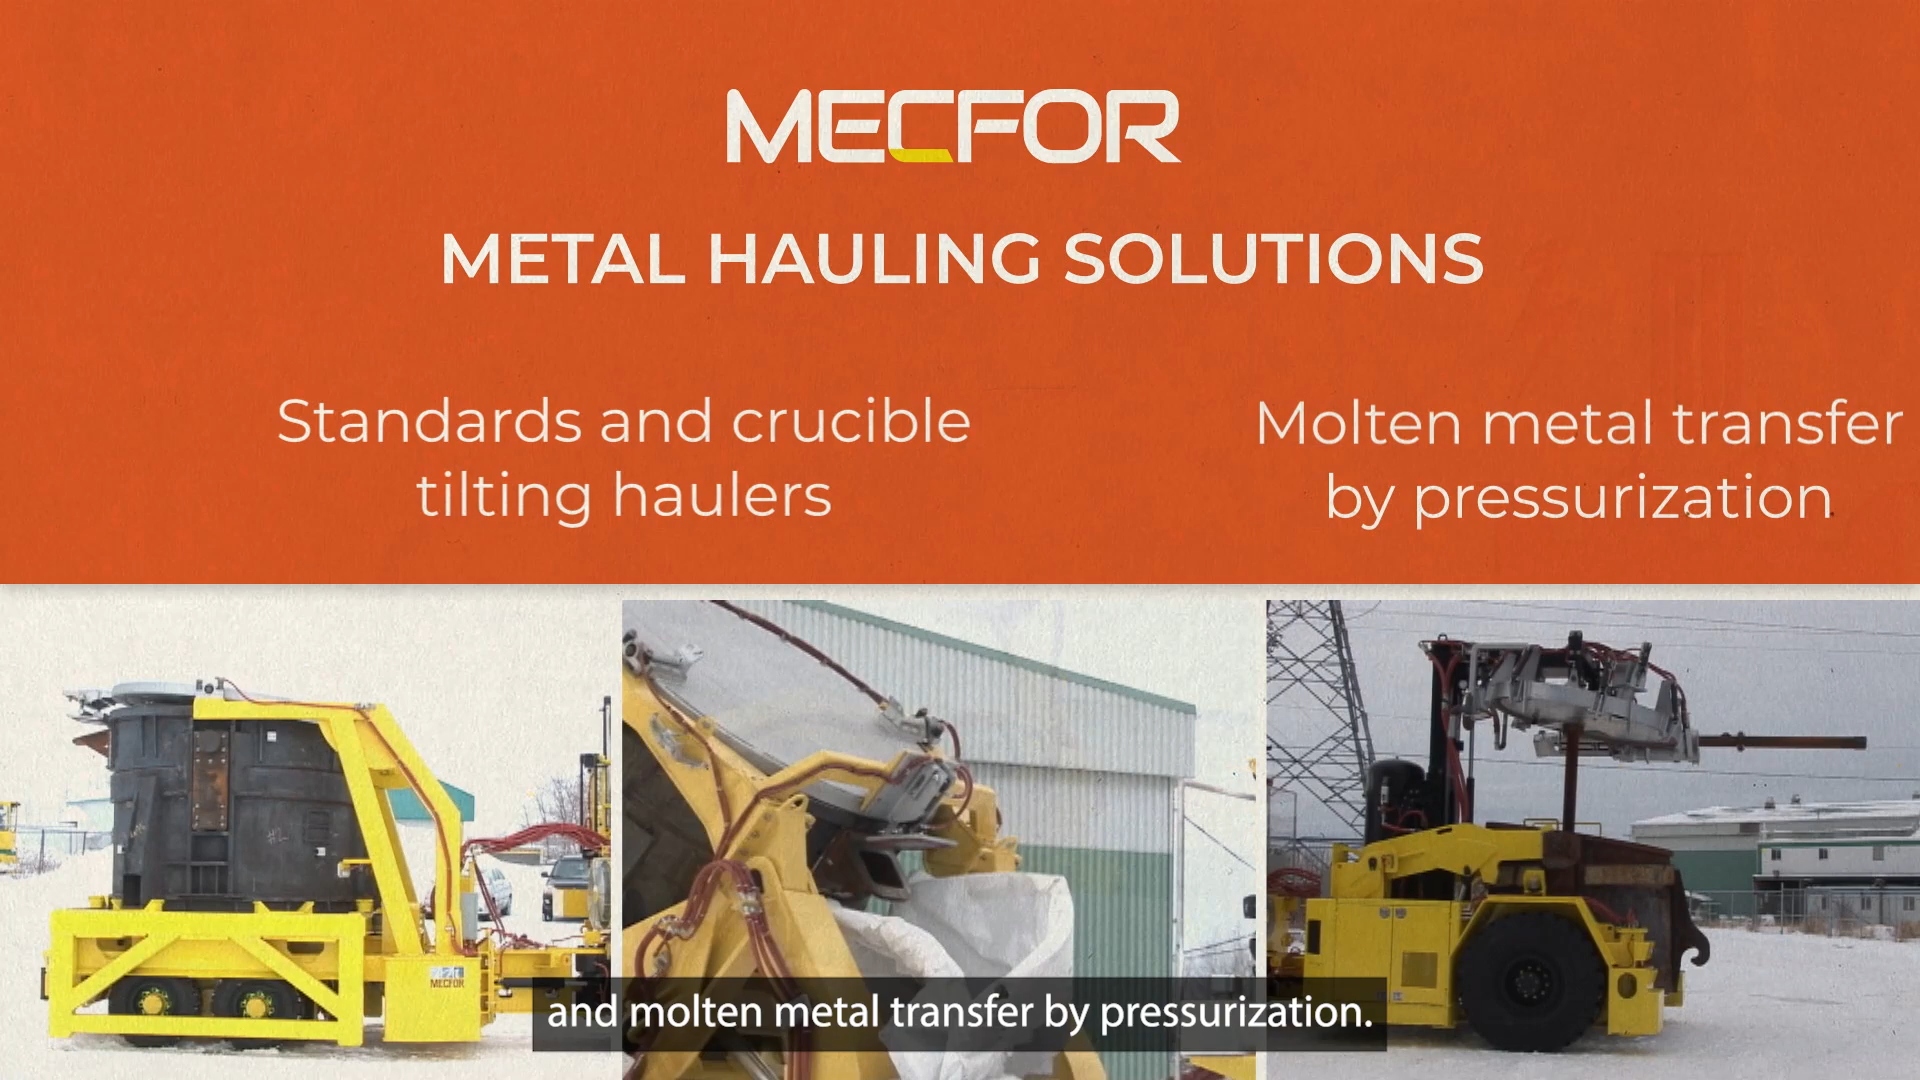 MECFOR
METAL HAULING SOLUTIONS
Standards and crucible
tilting haulers
Molten metal transfer
by pressurization
MECFOR
and molten metal transfer by pressurization.